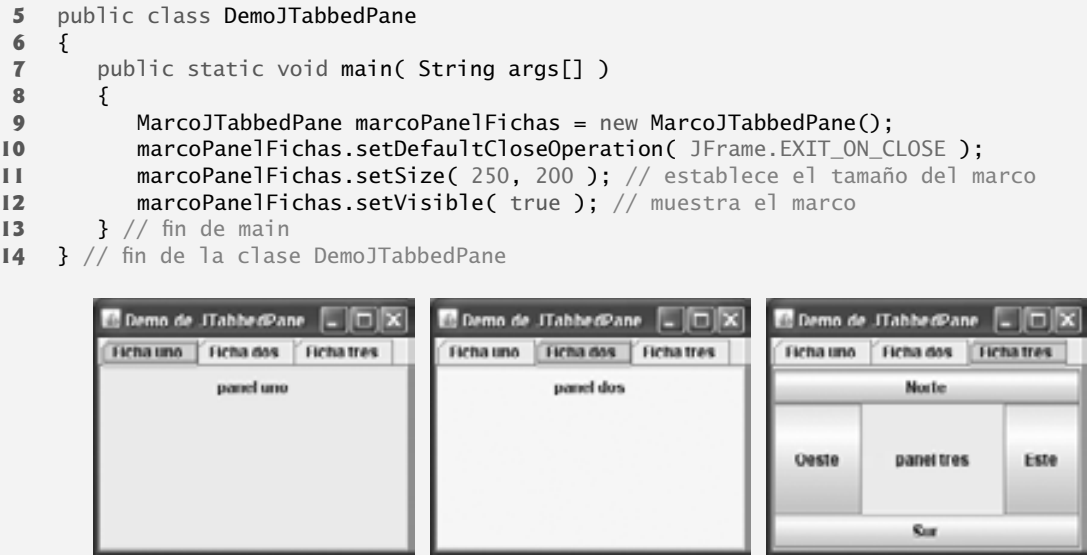 5 public class DemoJTabbedPane
6 {
7 public static void main( String args[] )
8 {
9 MarcoJTabbedPane marcoPanelFichas = new MarcoJTabbedPane();
10 marcoPanelFichas.setDefaultCloseOperation( JFrame.EXIT_ON_CLOSE );
11 marcoPanelFichas.setSize( 250, 200 ); // establece el tamaño del marco
12 marcoPanelFichas.setVisible( true ); // muestra el marco
13 } // fin de main
14 } // fin de la clase DemoJTabbedPane
Demo de JTabbedPane
Ficha uno Ficha dos Ficha tres
panel uno
Demo de JTabbedPane
Ficha uno Ficha dos Ficha tres
panel dos
Demo de JTabbedPane
Ficha uno Ficha dos Ficha tres
Norte
Oeste panel tres Este
Sur